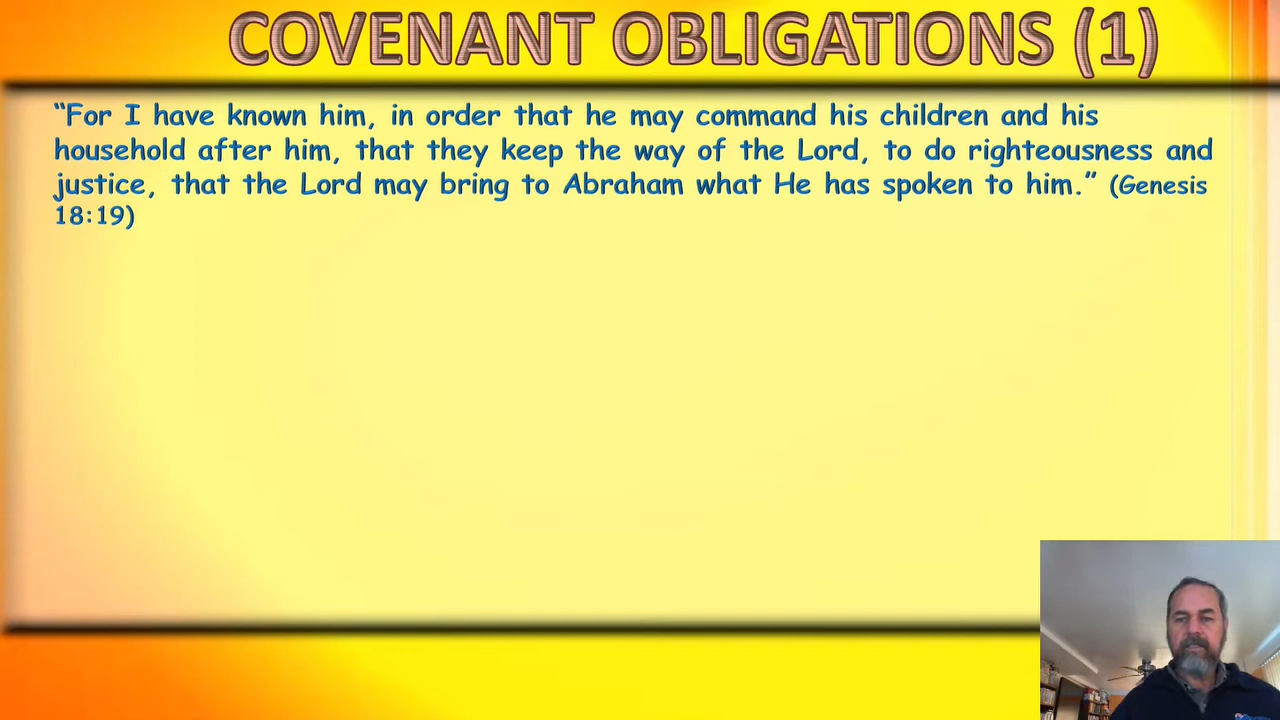 COVENANT OBLIGATIONS (1)
“For I have known him, in order that he may command his children and his
household after him, that they keep the way of the Lord, to do righteousness and
justice, that the Lord may bring to Abraham what He has spoken to him.” (Genesis
18:19)